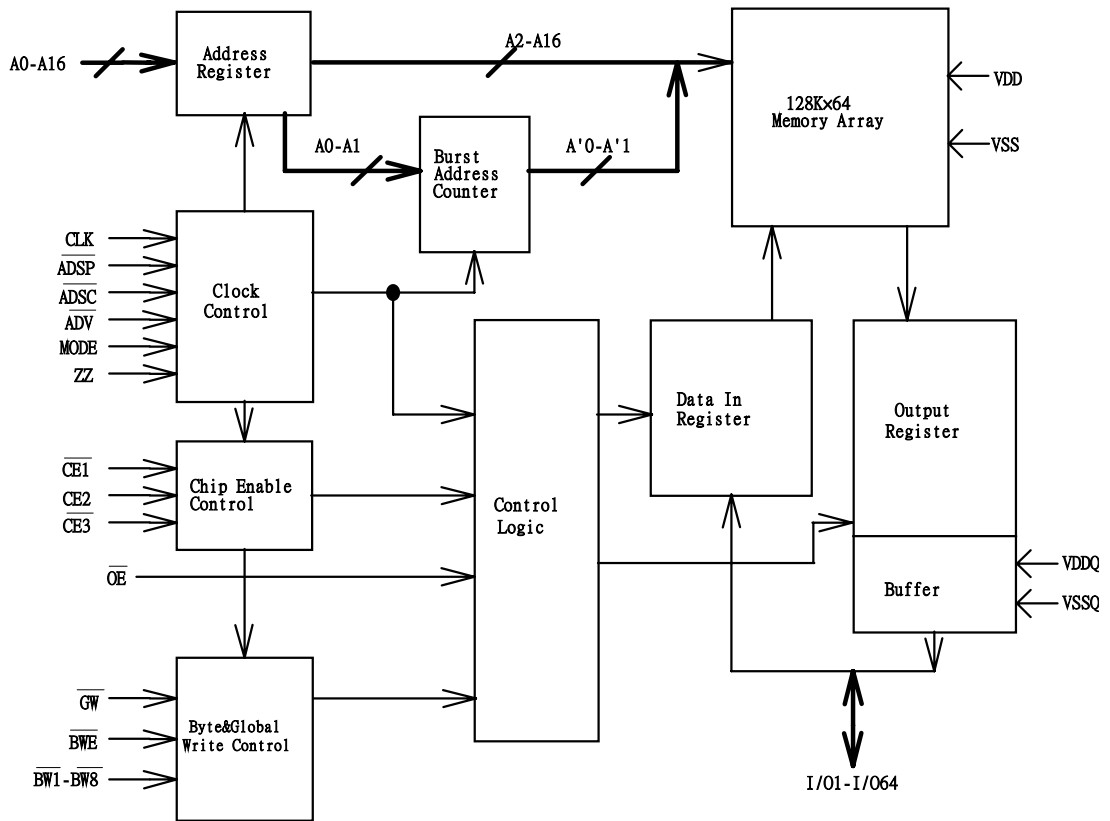 A0-A16
Address
Register
A2-A16
128K×64
Memory Array
VDD
VSS
A0-A1
Burst
Address
Counter
A'0-A'1
CLK
ADSP
ADSC
ADV
MODE
ZZ
Clock
Control
Data In
Register
Output
Register
CE1
CE2
CE3
Chip Enable
Control
Control
Logic
OE
Buffer
VDDQ
VSSQ
GW
BWE
BW1-BW8
Byte&Global
Write Control
I/O1-I/O64